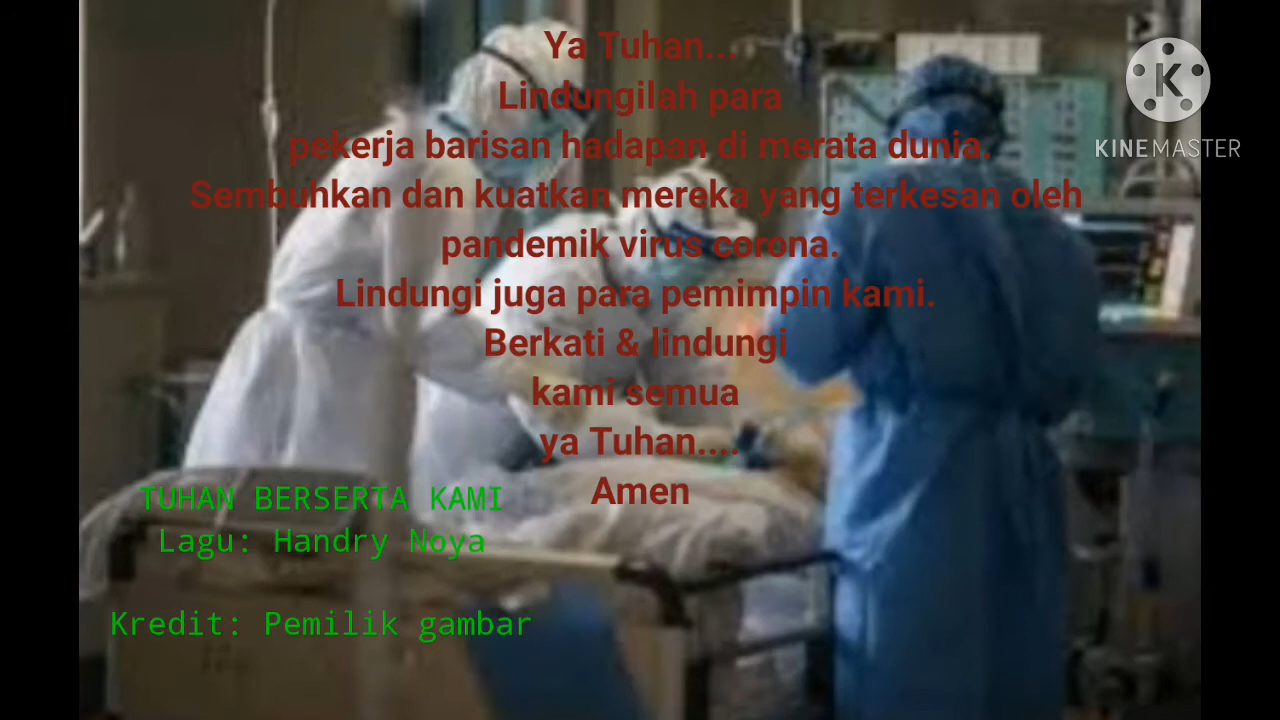 Ya Tuhan...
Lindungilah para
pekerja barisan hadapan di merata dunia.
Sembuhkan dan kuatkan mereka yang terkesan oleh
pandemik virus corona.
Lindungi juga para pemimpin kami.
Berkati & lindungi
kami semua
ya Tuhan....
Amen
TUHAN BERSERTA KAMI
Lagu: Handry Noya
Kredit: Pemilik gambar
K
KINEMASTER